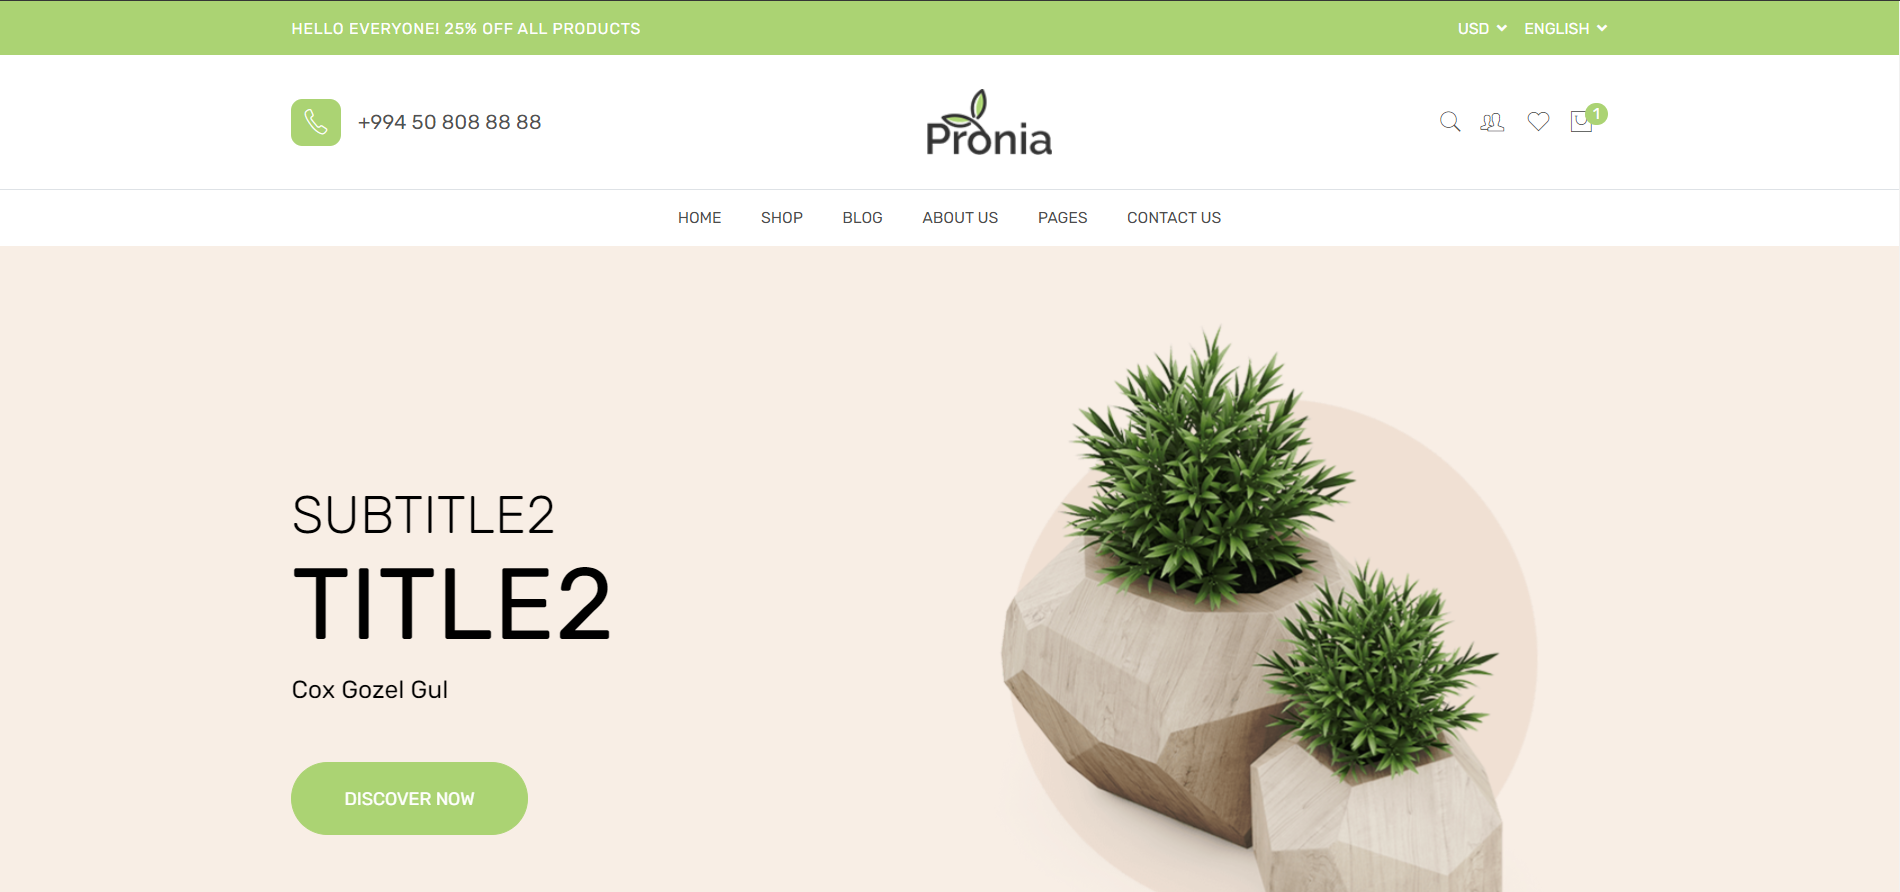 HELLO EVERYONE! 25% OFF ALL PRODUCTS
USD ENGLISH
+994 50 808 88 88
Pronia
1
HOME SHOP BLOG ABOUT US PAGES CONTACT US
SUBTITLE2
TITLE2
Cox Gozel Gul
DISCOVER NOW